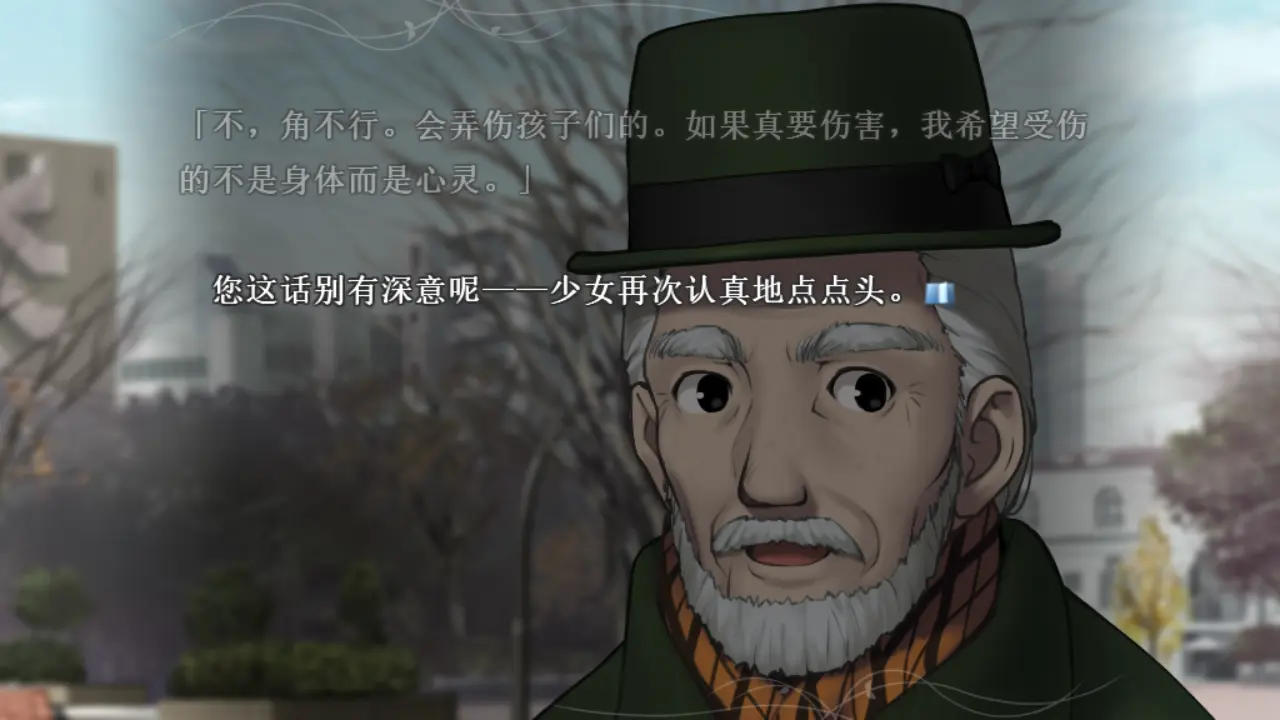 「不，角不行。会弄伤孩子们的。如果真要伤害，我希望受伤
的不是身体而是心灵。」
您这话别有深意呢——少女再次认真地点点头。